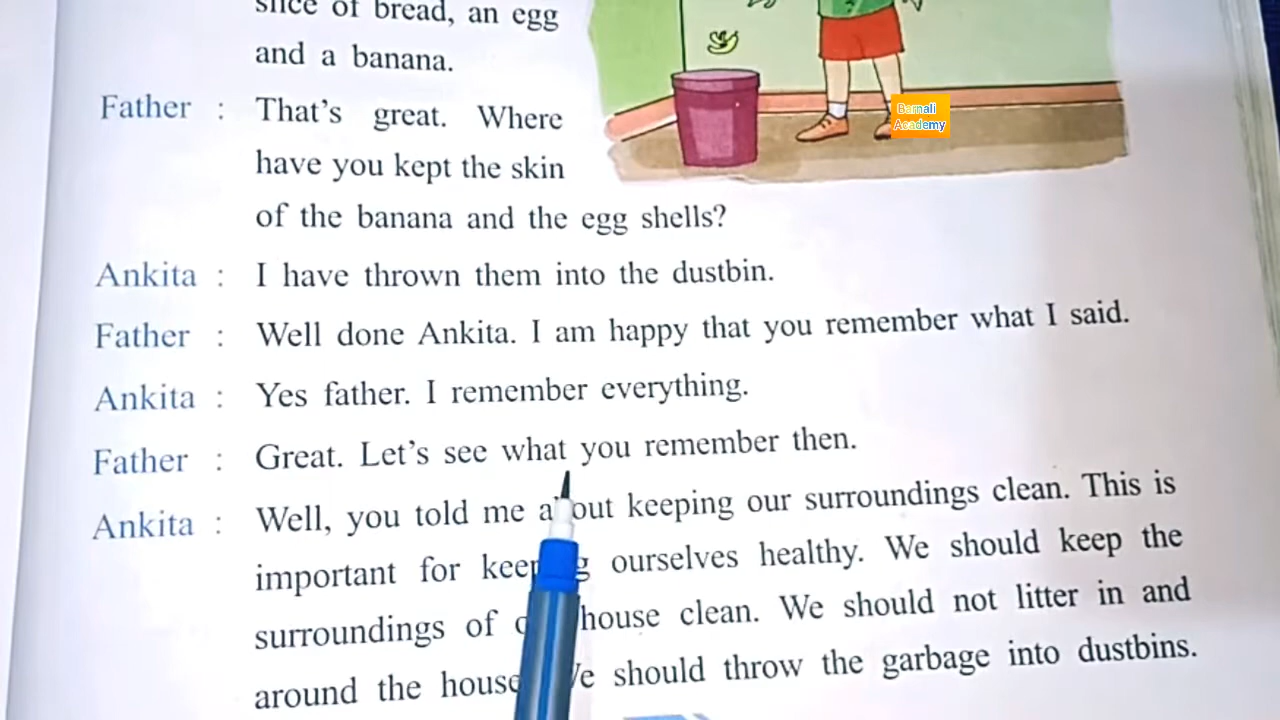 slice of bread, an egg
and a banana.
Father : That's great. Where
have you kept the skin
of the banana and the egg shells?
Ankita : I have thrown them into the dustbin.
Father : Well done Ankita. I am happy that you remember what I said.
Ankita : Yes father. I remember everything.
Father : Great. Let's see what you remember then.
Ankita : Well, you told me about keeping our surroundings clean. This is
important for keeping ourselves healthy. We should keep the
surroundings of house clean. We should not litter in and
around the house We should throw the garbage into dustbins.
Barnali
Academy